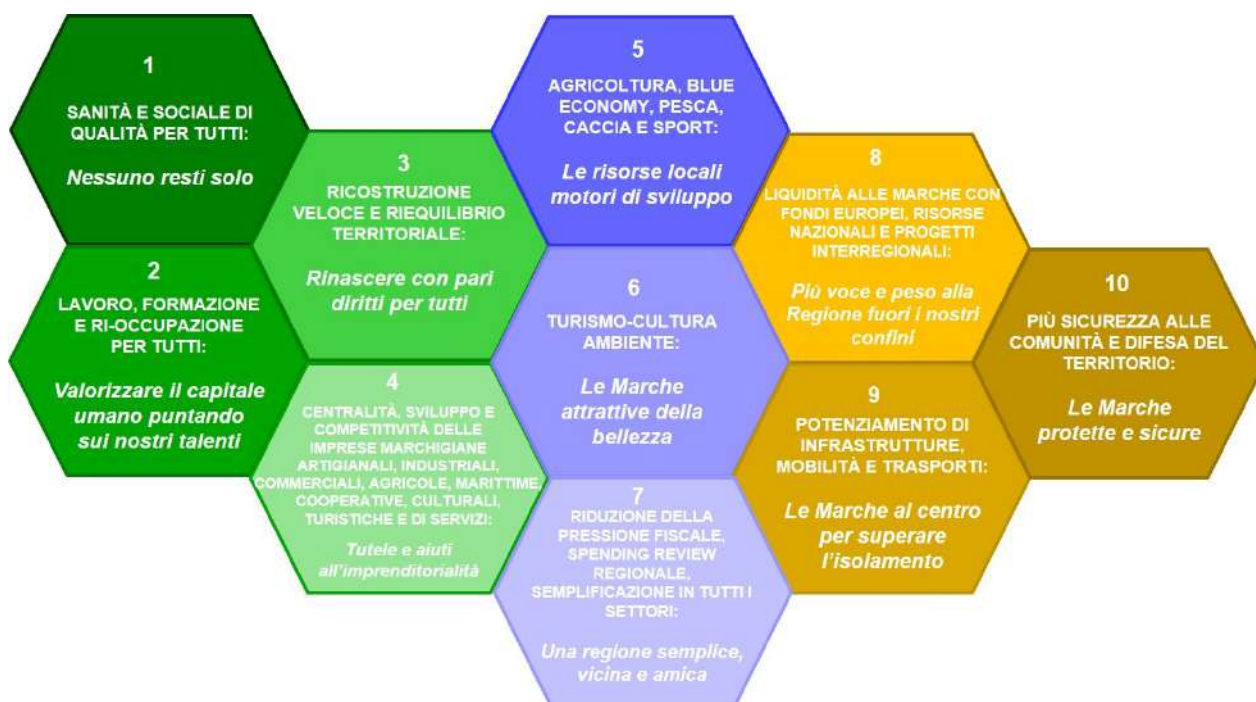 1
SANITÀ E SOCIALE DI
QUALITÀ PER TUTTI:
Nessuno resti solo
2
LAVORO, FORMAZIONE
E RI-OCCUPAZIONE
PER TUTTI:
Valorizzare il capitale
umano puntando
sui nostri talenti
3
RICOSTRUZIONE
VELOCE E RIEQUILIBRIO
TERRITORIALE:
Rinascere con pari
diritti per tutti
4
CENTRALITÀ, SVILUPPO E
COMPETITIVITÀ DELLE
IMPRESE MARCHIGIANE
ARTIGIANALI, INDUSTRIALI,
COMMERCIALI, AGRICOLE, MARITTIME,
COOPERATIVE, CULTURALI,
TURISTICHE E DI SERVIZI:
Tutele e aiuti
all'imprenditorialità
5
AGRICOLTURA, BLUE
ECONOMY, PESCA,
CACCIA E SPORT:
Le risorse locali
motori di sviluppo
6
TURISMO-CULTURA
AMBIENTE:
Le Marche
attrattive della
bellezza
7
RIDUZIONE DELLA
PRESSIONE FISCALE,
SPENDING REVIEW
REGIONALE,
SEMPLIFICAZIONE IN TUTTI I
SETTORI:
Una regione semplice,
vicina e amica
8
LIQUIDITÀ ALLE MARCHE CON
FONDI EUROPEI, RISORSE
NAZIONALI E PROGETTI
INTERREGIONALI:
Più voce e peso alla
Regione fuori i nostri
confini
9
POTENZIAMENTO DI
INFRASTRUTTURE,
MOBILITÀ E TRASPORTI:
Le Marche al centro
per superare
l'isolamento
10
PIÙ SICUREZZA ALLE
COMUNITÀ E DIFESA DEL
TERRITORIO:
Le Marche
protette e sicure